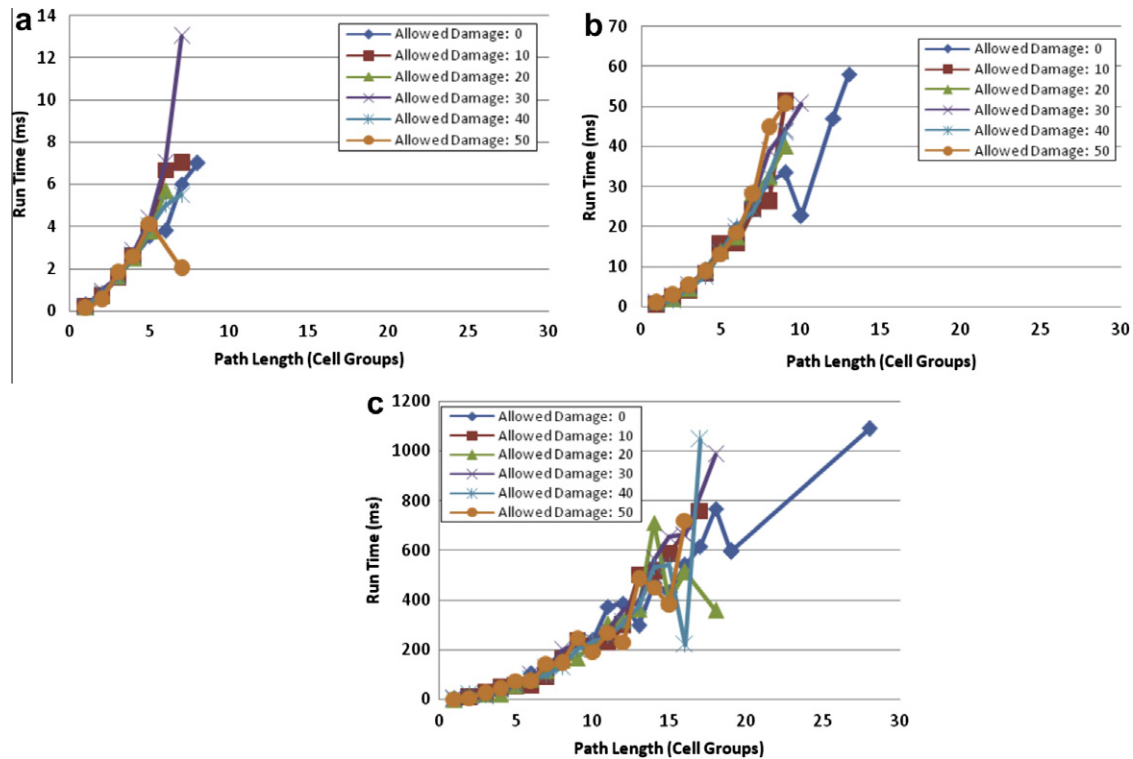 a
14
12
10
8
6
4
2
0
Run Time (ms)
Allowed Damage: 0
Allowed Damage: 10
Allowed Damage: 20
Allowed Damage: 30
Allowed Damage: 40
Allowed Damage: 50
0 5 10 15 20 25 30
Path Length (Cell Groups)
b
70
60
50
40
30
20
10
0
Run Time (ms)
Allowed Damage: 0
Allowed Damage: 10
Allowed Damage: 20
Allowed Damage: 30
Allowed Damage: 40
Allowed Damage: 50
0 5 10 15 20 25 30
Path Length (Cell Groups)
c
1200
1000
800
600
400
200
0
Run Time (ms)
Allowed Damage: 0
Allowed Damage: 10
Allowed Damage: 20
Allowed Damage: 30
Allowed Damage: 40
Allowed Damage: 50
0 5 10 15 20 25 30
Path Length (Cell Groups)